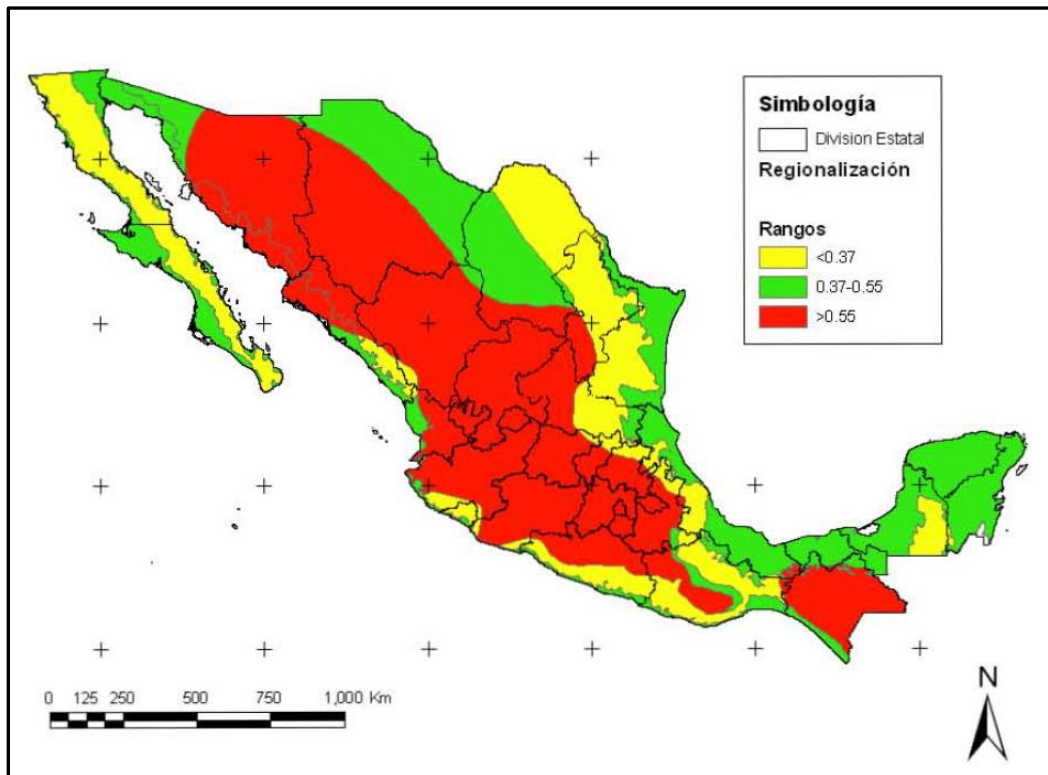 Simbología
Division Estatal
Regionalización
Rangos
<0.37
0.37-0.55
>0.55
0 125 250 500 750 1,000 Km
N